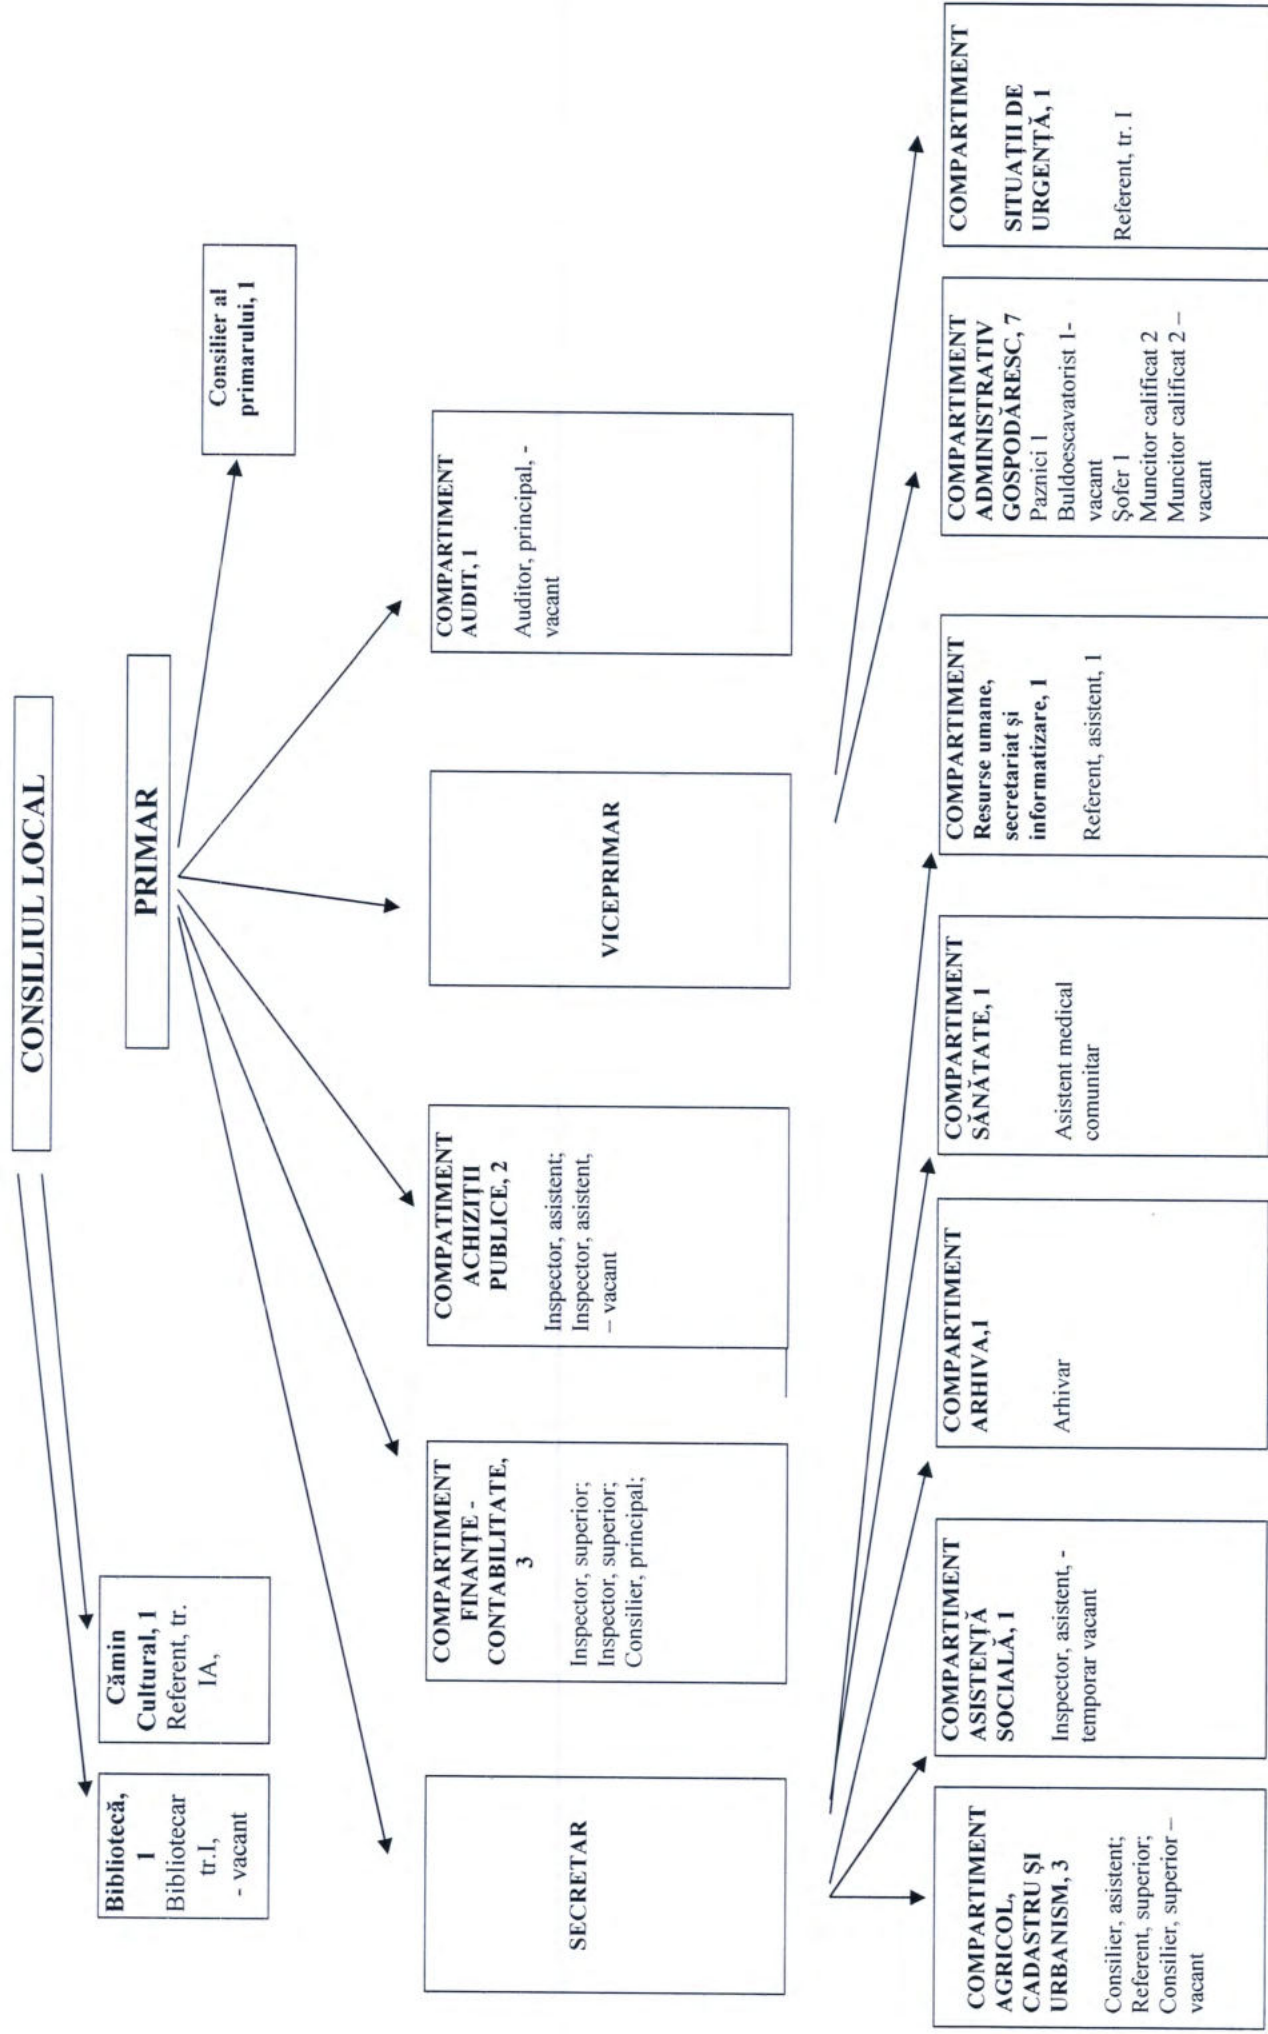 CONSILIUL LOCAL
PRIMAR
Bibliotecă,
1
Bibliotecar
tr.I,
- vacant
Cămin
Cultural, 1
Referent, tr.
IA,
Consilier al
primarului, 1
SECRETAR
COMPARTIMENT
FINANȚE -
CONTABILITATE,
3
Inspector, superior;
Inspector, superior;
Consilier, principal;
COMPATIMENT
ACHIZIȚII
PUBLICE, 2
Inspector, asistent;
Inspector, asistent,
– vacant
VICEPRIMAR
COMPARTIMENT
AUDIT, 1
Auditor, principal, -
vacant
COMPARTIMENT
AGRICOL,
CADASTRU ȘI
URBANISM, 3
Consilier, asistent;
Referent, superior;
Consilier, superior –
vacant
COMPARTIMENT
ASISTENȚĂ
SOCIALĂ, 1
Inspector, asistent, -
temporar vacant
COMPARTIMENT
ARHIVA,1
Arhivar
COMPARTIMENT
SĂNĂTATE, 1
Asistent medical
comunitar
COMPARTIMENT
Resurse umane,
secretariat și
informatizare, 1
Referent, asistent, 1
COMPARTIMENT
ADMINISTRATIV
GOSPODĂRESC, 7
Paznici 1
Buldoescavatorist 1-
vacant
Șofer 1
Muncitor calificat 2
Muncitor calificat 2 –
vacant
COMPARTIMENT
SITUAȚII DE
URGENȚĂ, 1
Referent, tr. I